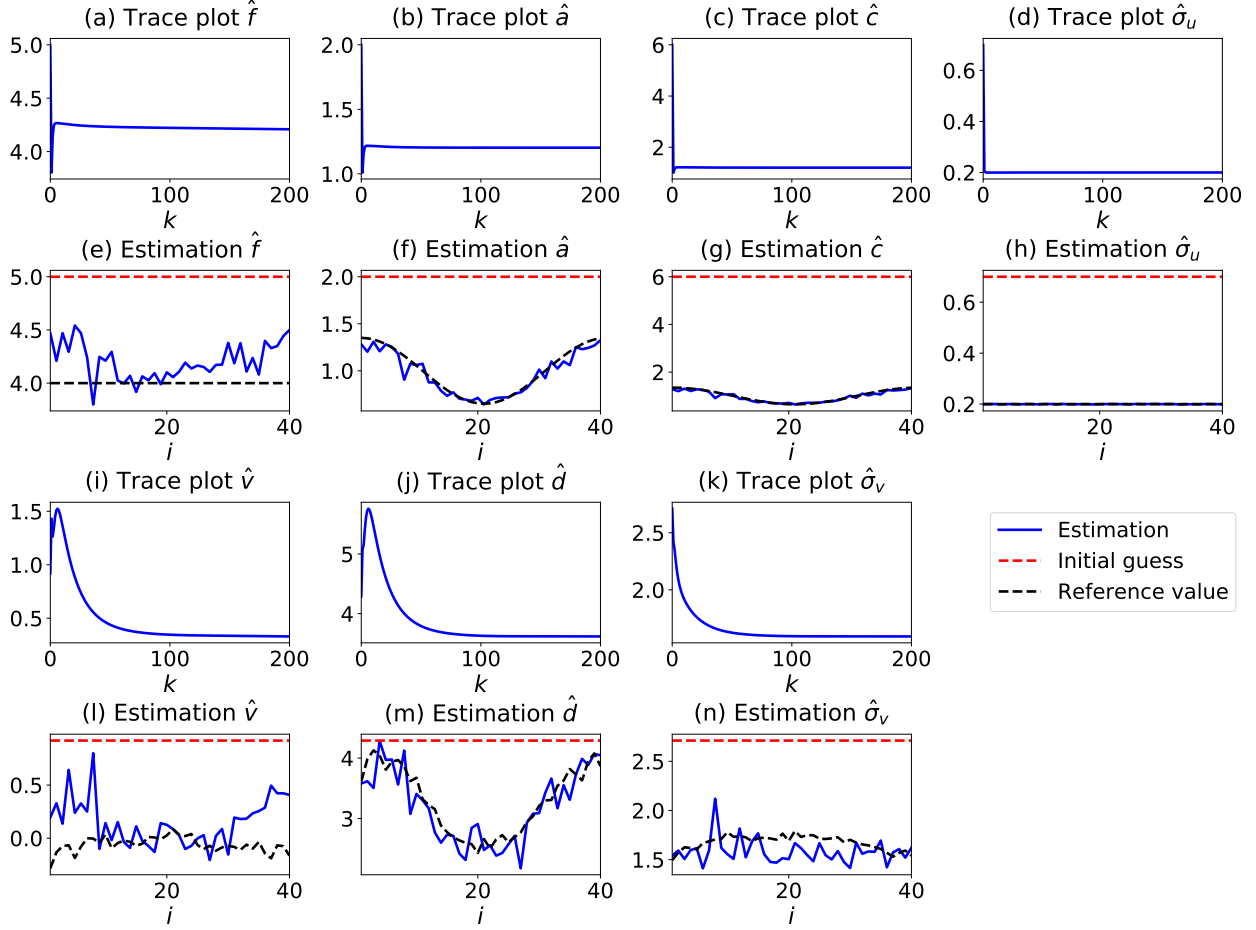 (a) Trace plot f̂
(b) Trace plot â
(c) Trace plot ĉ
(d) Trace plot σ̂ᵤ
5.0
4.5
4.0
0 100 200
k
2.0
1.5
1.0
0 100 200
k
6
4
2
0 100 200
k
0.6
0.4
0.2
0 100 200
k
(e) Estimation f̂
(f) Estimation â
(g) Estimation ĉ
(h) Estimation σ̂ᵤ
5.0
4.5
4.0
20 40
i
2.0
1.5
1.0
20 40
i
6
4
2
20 40
i
0.6
0.4
0.2
20 40
i
(i) Trace plot v̂
(j) Trace plot d̂
(k) Trace plot σ̂ᵥ
1.5
1.0
0.5
0 100 200
k
5
4
0 100 200
k
2.5
2.0
0 100 200
k
Estimation
Initial guess
Reference value
(l) Estimation v̂
(m) Estimation d̂
(n) Estimation σ̂ᵥ
0.5
0.0
20 40
i
4
3
20 40
i
2.5
2.0
1.5
20 40
i